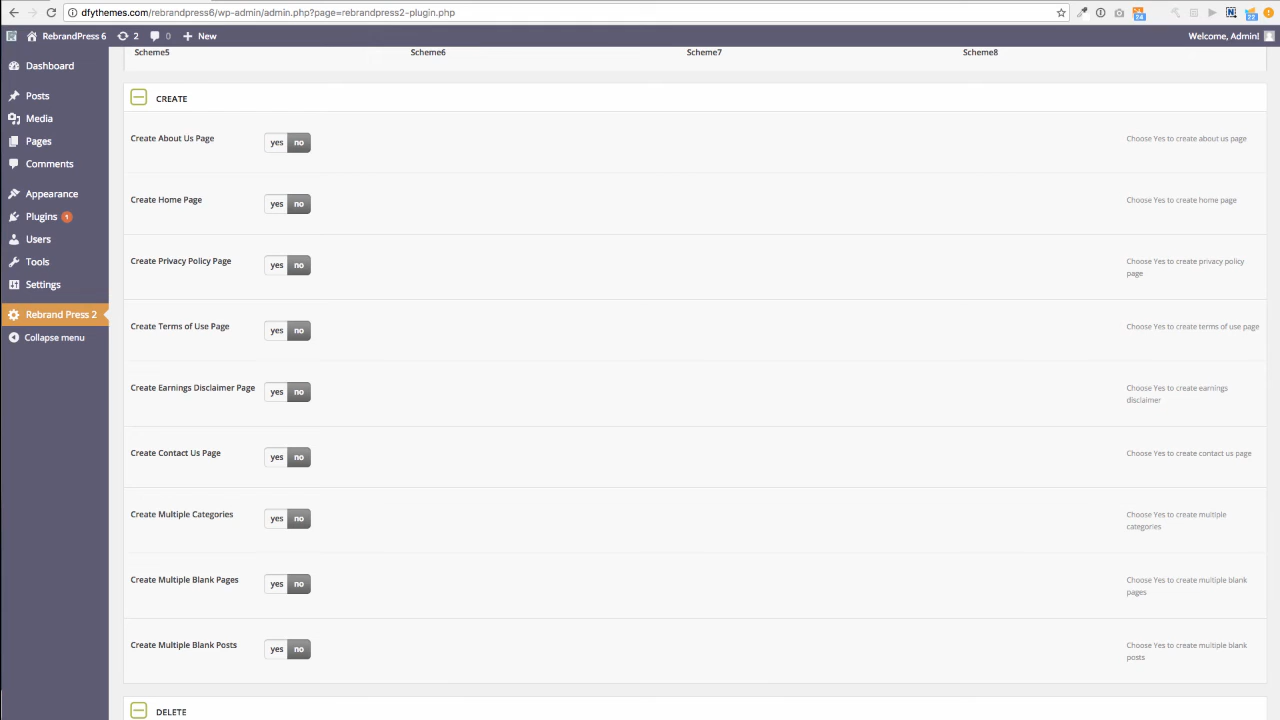 dfythemes.com/rebrandpress6/wp-admin/admin.php?page=rebrandpress2-plugin.php
24
22
RebrandPress 6
2
0
New
Welcome, Admin!
Scheme5
Scheme6
Scheme7
Scheme8
Dashboard
Posts
Media
Pages
Comments
Appearance
Plugins 1
Users
Tools
Settings
Rebrand Press 2
Collapse menu
CREATE
Create About Us Page
yes no
Choose Yes to create about us page
Create Home Page
yes no
Choose Yes to create home page
Create Privacy Policy Page
yes no
Choose Yes to create privacy policy
page
Create Terms of Use Page
yes no
Choose Yes to create terms of use page
Create Earnings Disclaimer Page
yes no
Choose Yes to create earnings
disclaimer
Create Contact Us Page
yes no
Choose Yes to create contact us page
Create Multiple Categories
yes no
Choose Yes to create multiple
categories
Create Multiple Blank Pages
yes no
Choose Yes to create multiple blank
pages
Create Multiple Blank Posts
yes no
Choose Yes to create multiple blank
posts
DELETE